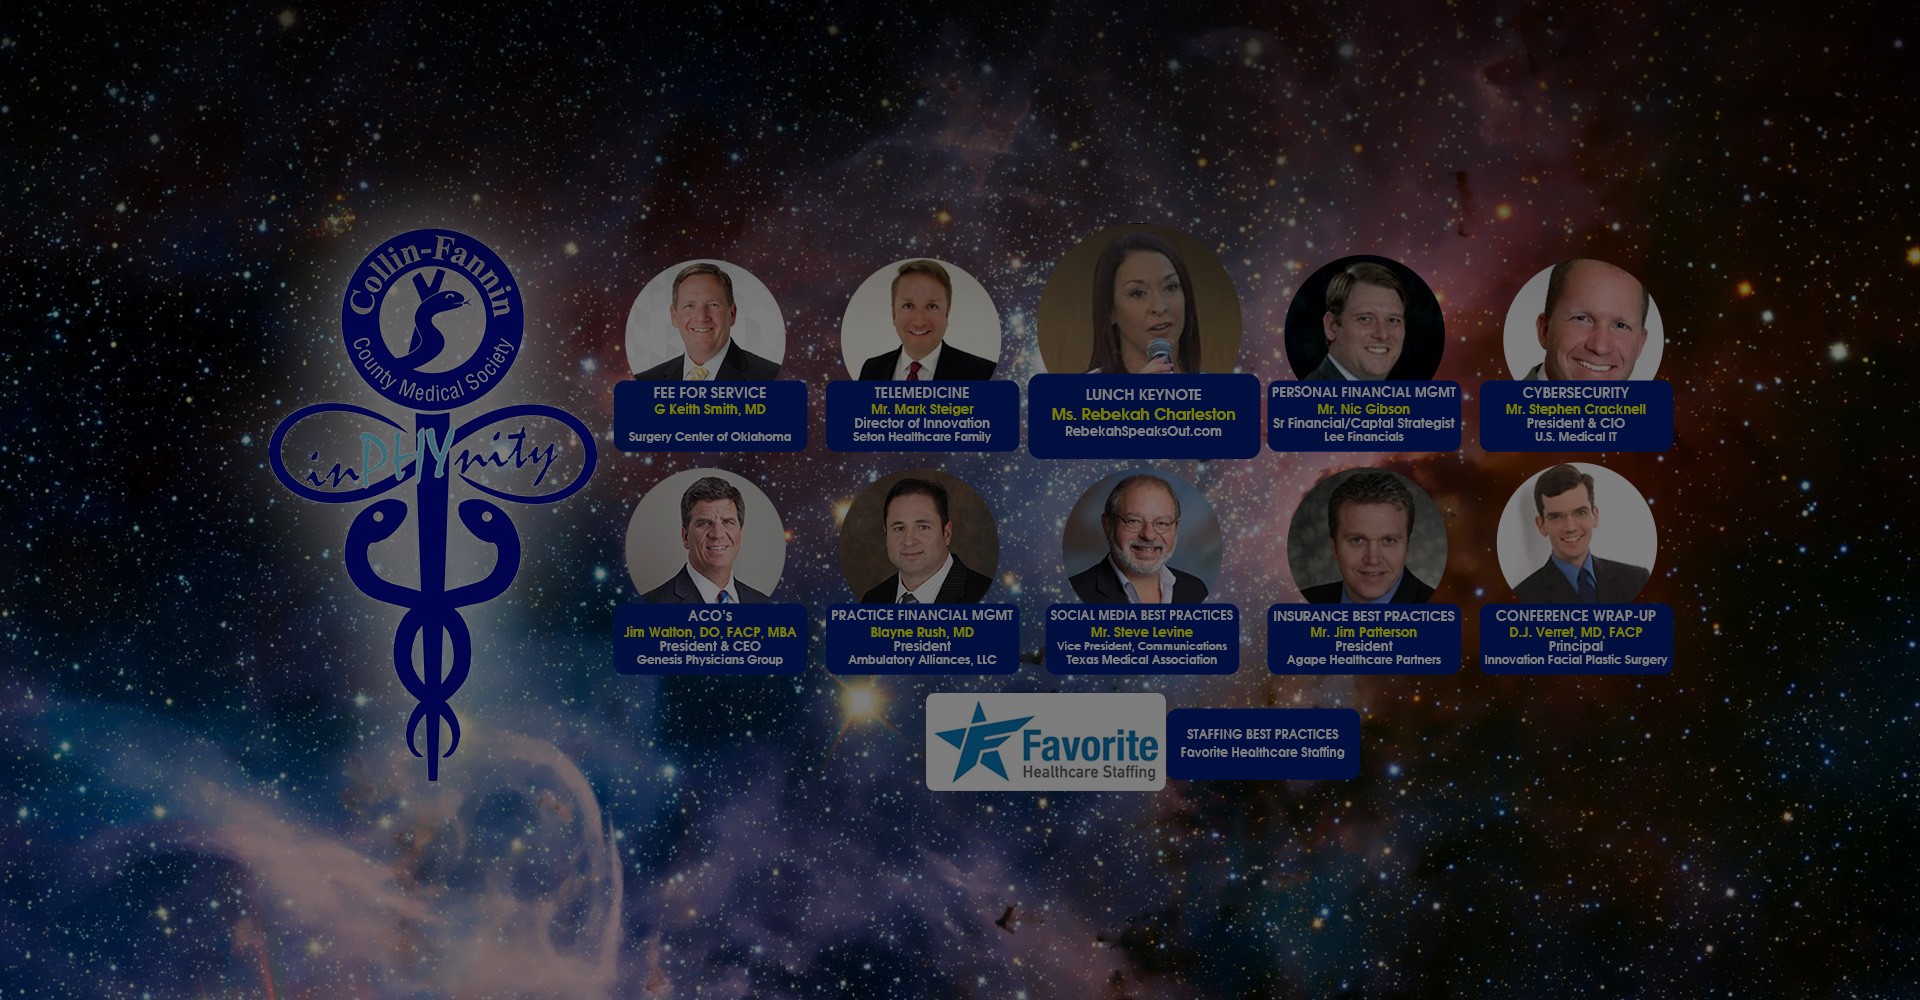 Collin-Fannin
County Medical Society
inPHYnity
FEE FOR SERVICE
G Keith Smith, MD
Surgery Center of Oklahoma
TELEMEDICINE
Mr. Mark Steiger
Director of Innovation
Seton Healthcare Family
LUNCH KEYNOTE
Ms. Rebekah Charleston
RebekahSpeaksOut.com
PERSONAL FINANCIAL MGMT
Mr. Nic Gibson
Sr Financial/Captal Strategist
Lee Financials
CYBERSECURITY
Mr. Stephen Cracknell
President & CIO
U.S. Medical IT
ACO's
Jim Walton, DO, FACP, MBA
President & CEO
Genesis Physicians Group
PRACTICE FINANCIAL MGMT
Blayne Rush, MD
President
Ambulatory Alliances, LLC
SOCIAL MEDIA BEST PRACTICES
Mr. Steve Levine
Vice President, Communications
Texas Medical Association
INSURANCE BEST PRACTICES
Mr. Jim Patterson
President
Agape Healthcare Partners
CONFERENCE WRAP-UP
D.J. Verret, MD, FACP
Principal
Innovation Facial Plastic Surgery
Favorite
Healthcare Staffing
STAFFING BEST PRACTICES
Favorite Healthcare Staffing